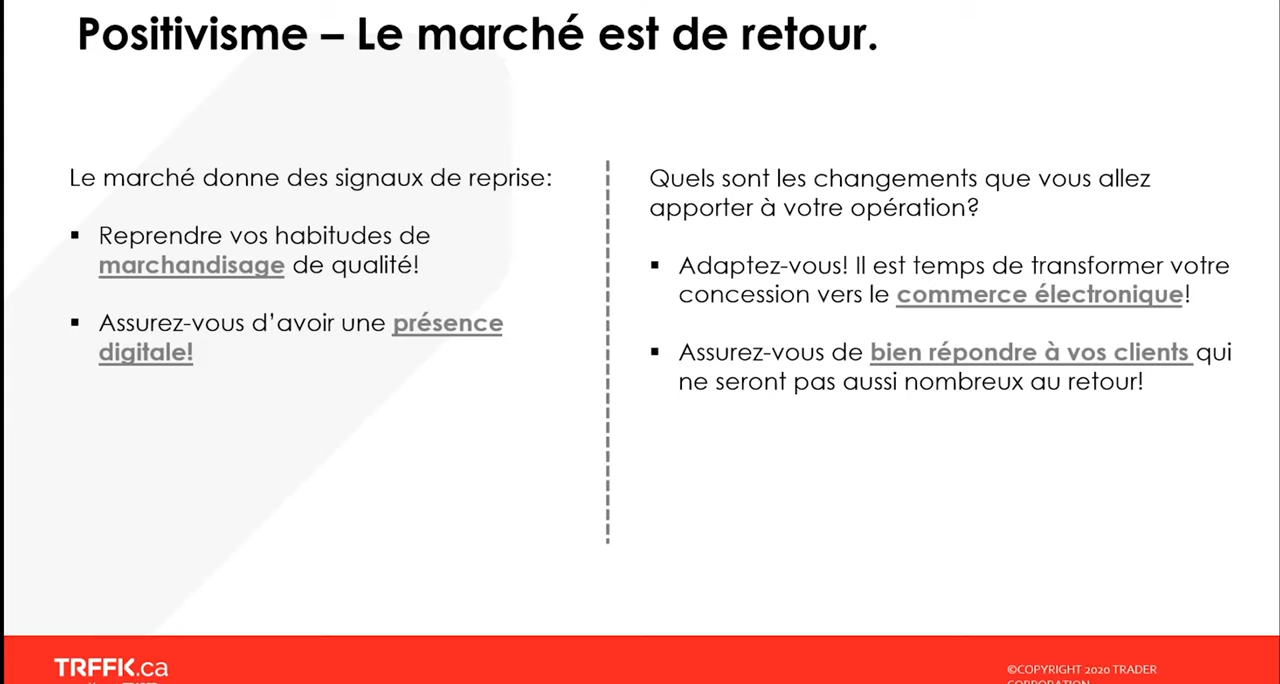 Positivisme – Le marché est de retour.
Le marché donne des signaux de reprise:
▪ Reprendre vos habitudes de
marchandisage de qualité!
▪ Assurez-vous d'avoir une présence
digitale!
Quels sont les changements que vous allez
apporter à votre opération?
▪ Adaptez-vous! Il est temps de transformer votre
concession vers le commerce électronique!
▪ Assurez-vous de bien répondre à vos clients qui
ne seront pas aussi nombreux au retour!
TRFFK.ca
©COPYRIGHT 2020 TRADER
CORPORATION